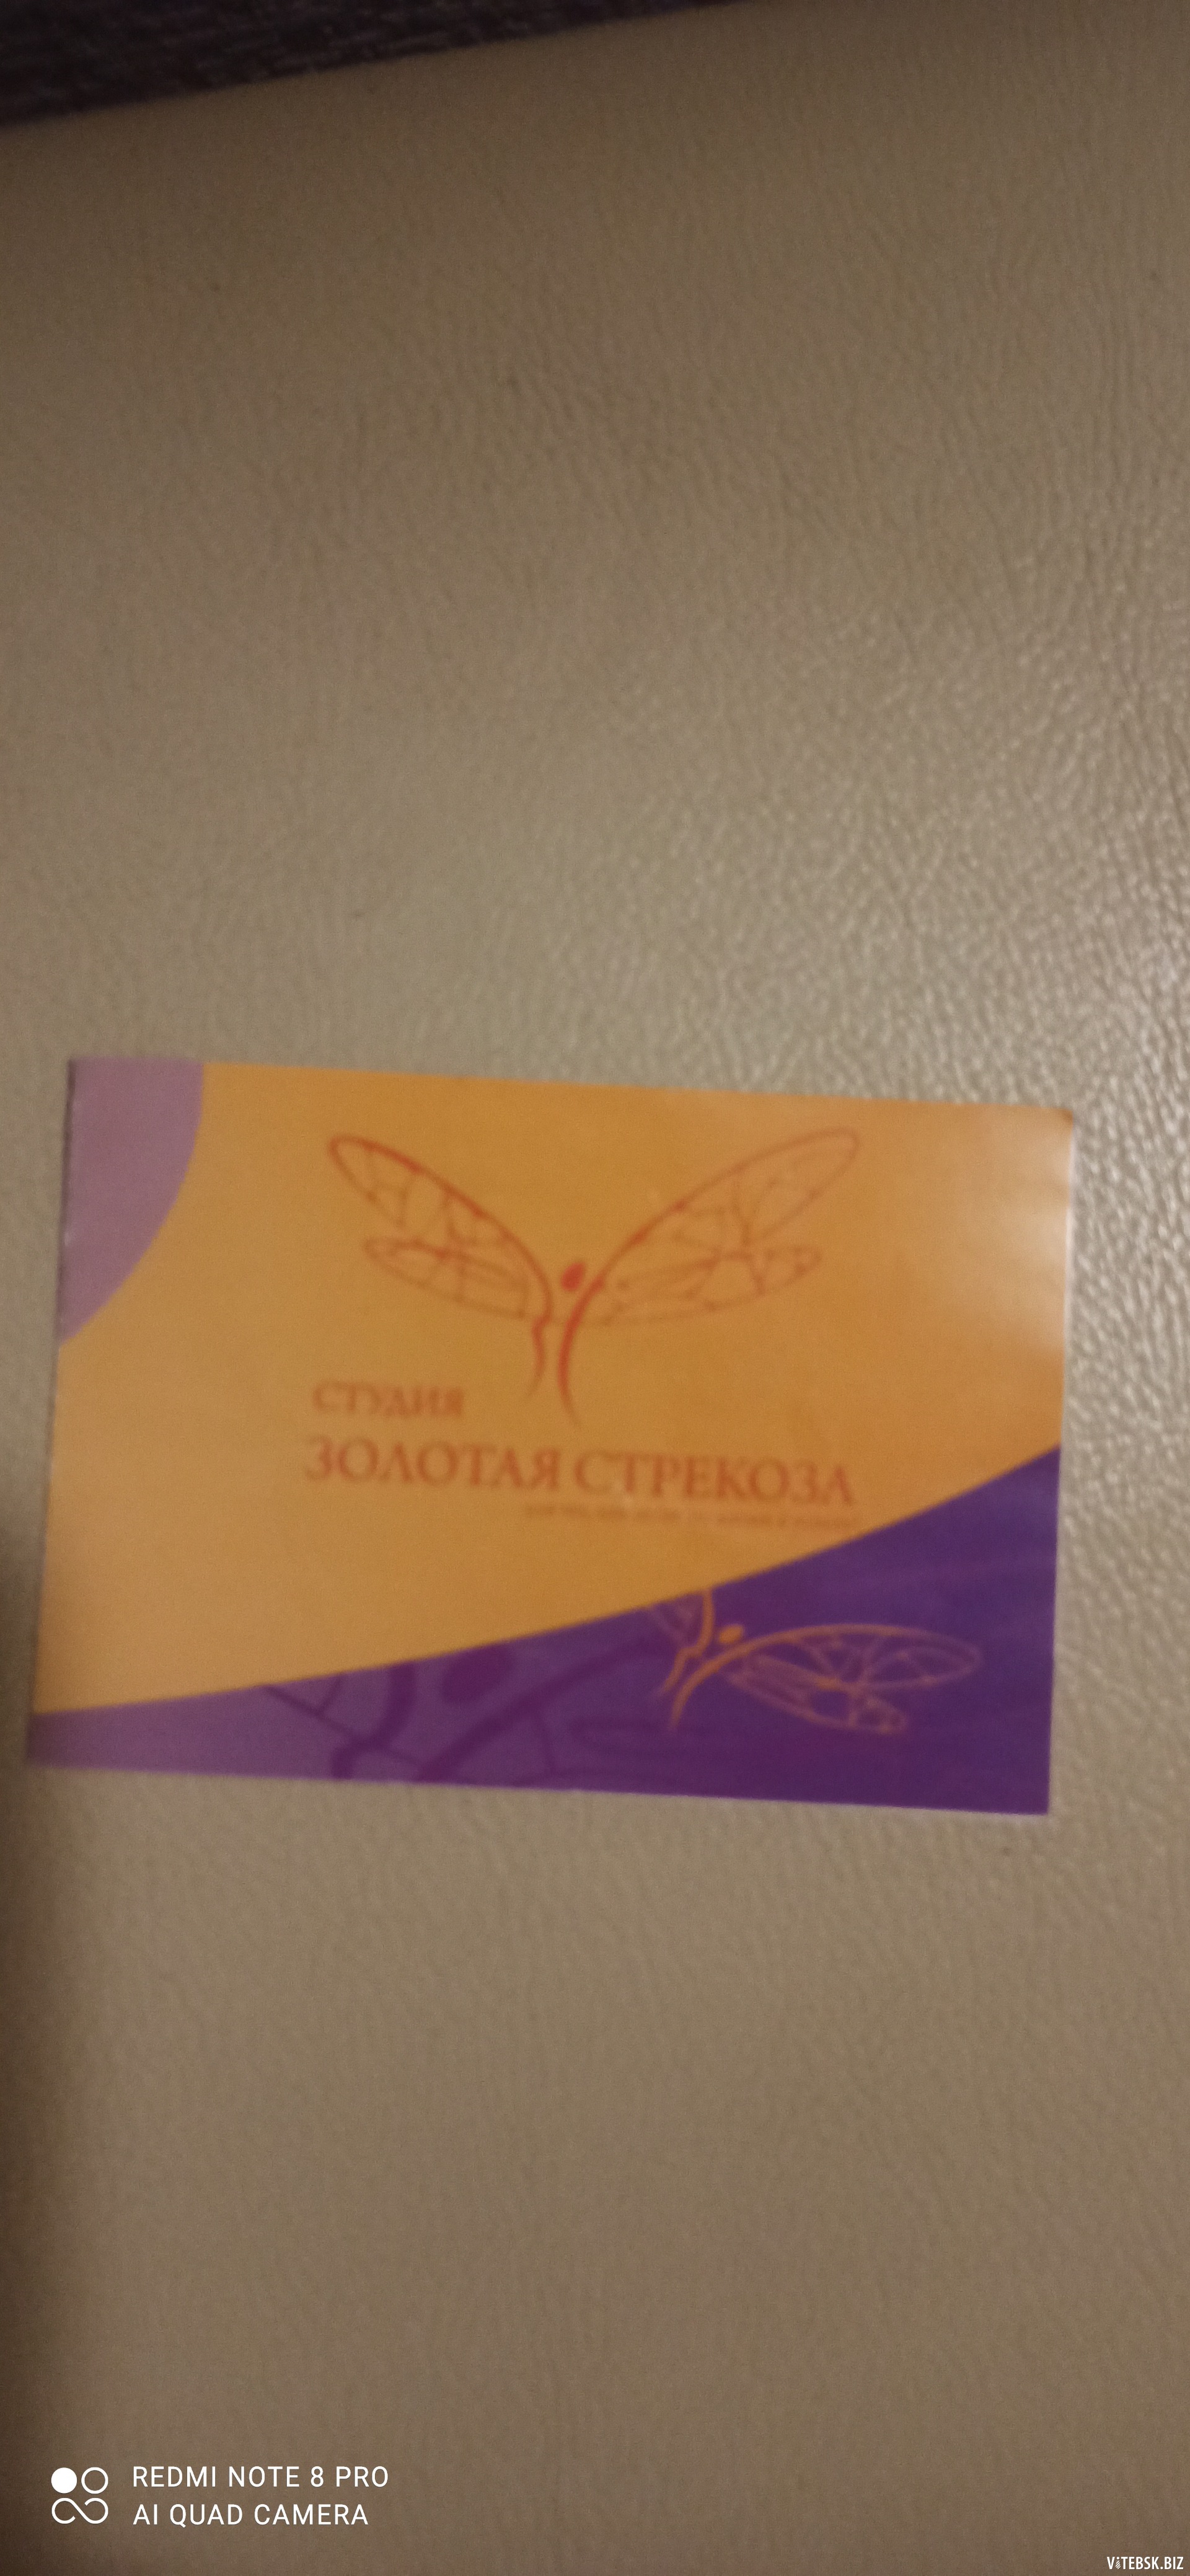 СТУДИЯ
ЗОЛОТАЯ СТРЕКОЗА
REDMI NOTE 8 PRO
AI QUAD CAMERA
VITEBSK.BIZ